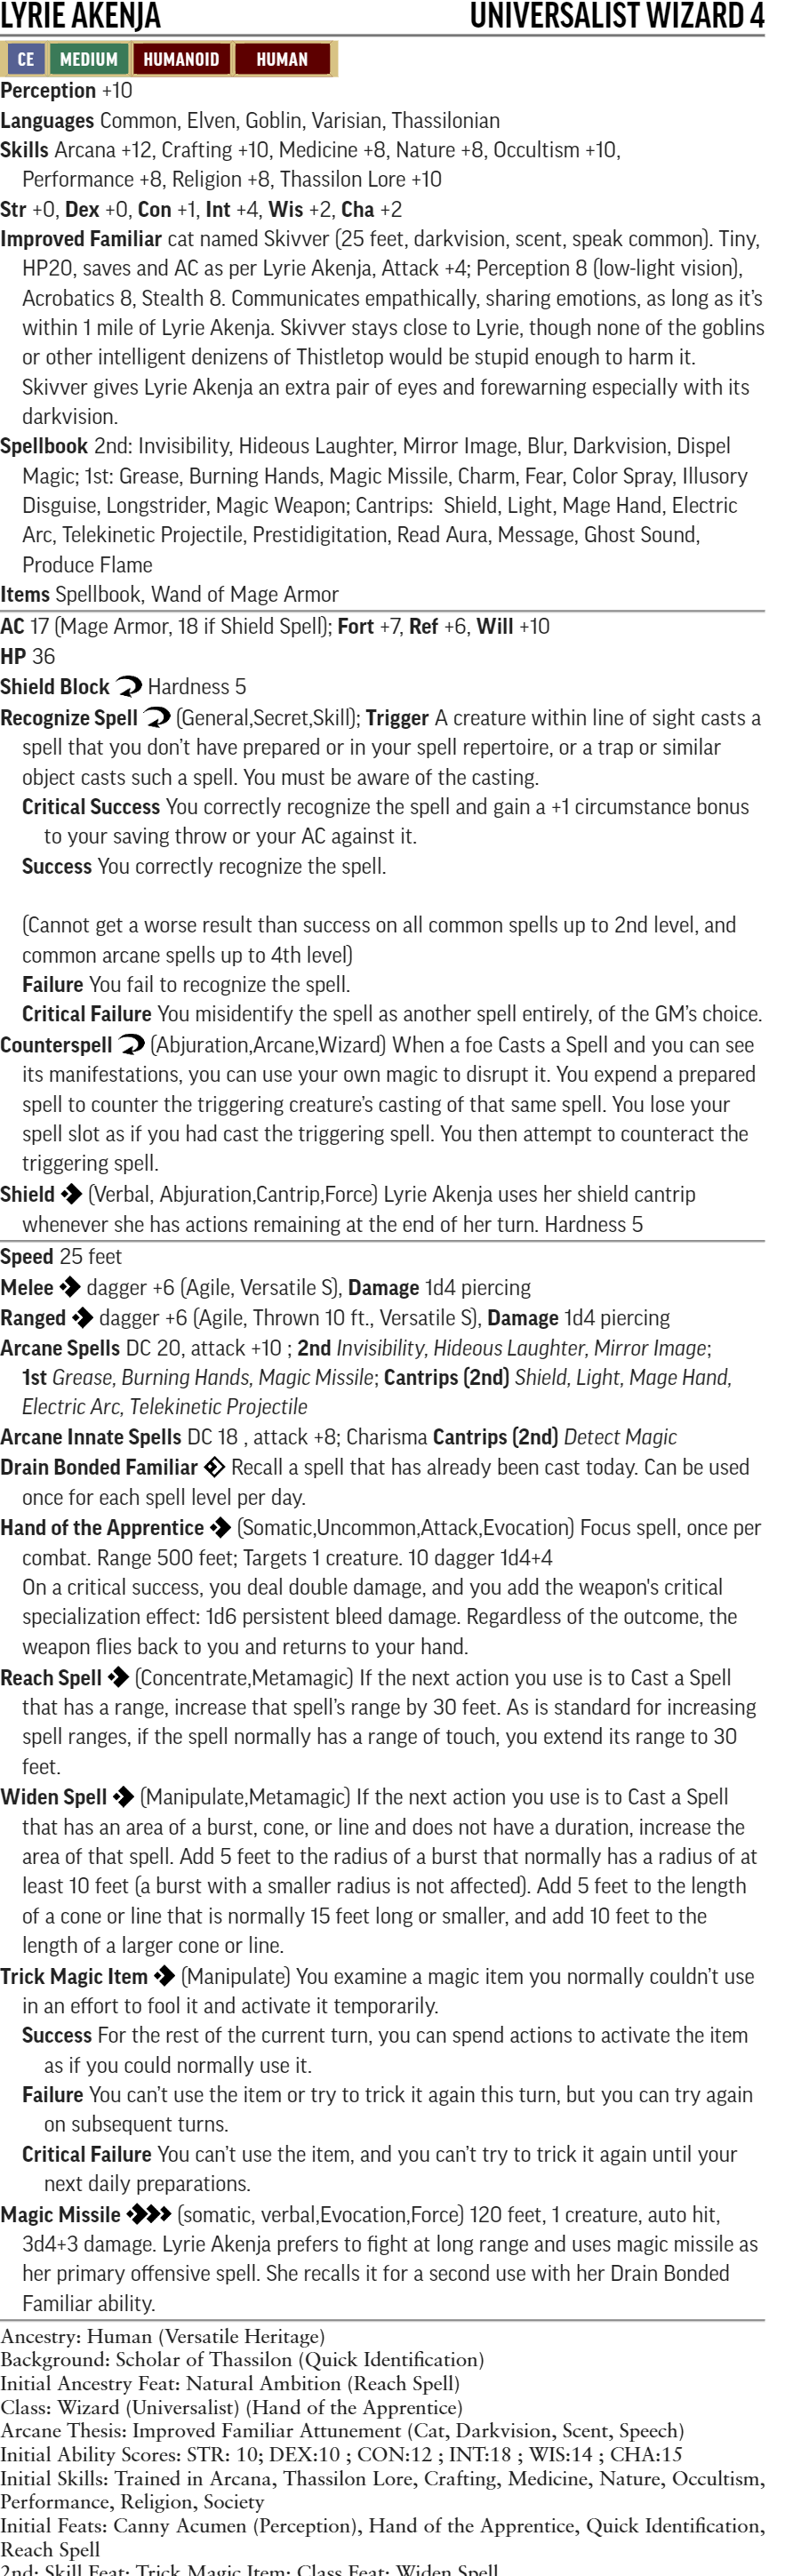 LYRIE AKENJA UNIVERSALIST WIZARD 4
CE MEDIUM HUMANOID HUMAN
Perception +10
Languages Common, Elven, Goblin, Varisian, Thassilonian
Skills Arcana +12, Crafting +10, Medicine +8, Nature +8, Occultism +10,
Performance +8, Religion +8, Thassilon Lore +10
Str +0, Dex +0, Con +1, Int +4, Wis +2, Cha +2
Improved Familiar cat named Skivver (25 feet, darkvision, scent, speak common). Tiny,
HP20, saves and AC as per Lyrie Akenja, Attack +4; Perception 8 (low-light vision),
Acrobatics 8, Stealth 8. Communicates empathically, sharing emotions, as long as it's
within 1 mile of Lyrie Akenja. Skivver stays close to Lyrie, though none of the goblins
or other intelligent denizens of Thistletop would be stupid enough to harm it.
Skivver gives Lyrie Akenja an extra pair of eyes and forewarning especially with its
darkvision.
Spellbook 2nd: Invisibility, Hideous Laughter, Mirror Image, Blur, Darkvision, Dispel
Magic; 1st: Grease, Burning Hands, Magic Missile, Charm, Fear, Color Spray, Illusory
Disguise, Longstrider, Magic Weapon; Cantrips: Shield, Light, Mage Hand, Electric
Arc, Telekinetic Projectile, Prestidigitation, Read Aura, Message, Ghost Sound,
Produce Flame
Items Spellbook, Wand of Mage Armor
AC 17 (Mage Armor, 18 if Shield Spell); Fort +7, Ref +6, Will +10
HP 36
Shield Block Hardness 5
Recognize Spell (General,Secret,Skill); Trigger A creature within line of sight casts a
spell that you don't have prepared or in your spell repertoire, or a trap or similar
object casts such a spell. You must be aware of the casting.
Critical Success You correctly recognize the spell and gain a +1 circumstance bonus
to your saving throw or your AC against it.
Success You correctly recognize the spell.
(Cannot get a worse result than success on all common spells up to 2nd level, and
common arcane spells up to 4th level)
Failure You fail to recognize the spell.
Critical Failure You misidentify the spell as another spell entirely, of the GM's choice.
Counterspell (Abjuration,Arcane,Wizard) When a foe Casts a Spell and you can see
its manifestations, you can use your own magic to disrupt it. You expend a prepared
spell to counter the triggering creature's casting of that same spell. You lose your
spell slot as if you had cast the triggering spell. You then attempt to counteract the
triggering spell.
Shield (Verbal, Abjuration,Cantrip,Force) Lyrie Akenja uses her shield cantrip
whenever she has actions remaining at the end of her turn. Hardness 5
Speed 25 feet
Melee dagger +6 (Agile, Versatile S), Damage 1d4 piercing
Ranged dagger +6 (Agile, Thrown 10 ft., Versatile S), Damage 1d4 piercing
Arcane Spells DC 20, attack +10 ; 2nd Invisibility, Hideous Laughter, Mirror Image;
1st Grease, Burning Hands, Magic Missile; Cantrips (2nd) Shield, Light, Mage Hand,
Electric Arc, Telekinetic Projectile
Arcane Innate Spells DC 18 , attack +8; Charisma Cantrips (2nd) Detect Magic
Drain Bonded Familiar Recall a spell that has already been cast today. Can be used
once for each spell level per day.
Hand of the Apprentice (Somatic,Uncommon,Attack,Evocation) Focus spell, once per
combat. Range 500 feet; Targets 1 creature. 10 dagger 1d4+4
On a critical success, you deal double damage, and you add the weapon's critical
specialization effect: 1d6 persistent bleed damage. Regardless of the outcome, the
weapon flies back to you and returns to your hand.
Reach Spell (Concentrate,Metamagic) If the next action you use is to Cast a Spell
that has a range, increase that spell's range by 30 feet. As is standard for increasing
spell ranges, if the spell normally has a range of touch, you extend its range to 30
feet.
Widen Spell (Manipulate,Metamagic) If the next action you use is to Cast a Spell
that has an area of a burst, cone, or line and does not have a duration, increase the
area of that spell. Add 5 feet to the radius of a burst that normally has a radius of at
least 10 feet (a burst with a smaller radius is not affected). Add 5 feet to the length
of a cone or line that is normally 15 feet long or smaller, and add 10 feet to the
length of a larger cone or line.
Trick Magic Item (Manipulate) You examine a magic item you normally couldn't use
in an effort to fool it and activate it temporarily.
Success For the rest of the current turn, you can spend actions to activate the item
as if you could normally use it.
Failure You can't use the item or try to trick it again this turn, but you can try again
on subsequent turns.
Critical Failure You can't use the item, and you can't try to trick it again until your
next daily preparations.
Magic Missile (somatic, verbal,Evocation,Force) 120 feet, 1 creature, auto hit,
3d4+3 damage. Lyrie Akenja prefers to fight at long range and uses magic missile as
her primary offensive spell. She recalls it for a second use with her Drain Bonded
Familiar ability.
Ancestry: Human (Versatile Heritage)
Background: Scholar of Thassilon (Quick Identification)
Initial Ancestry Feat: Natural Ambition (Reach Spell)
Class: Wizard (Universalist) (Hand of the Apprentice)
Arcane Thesis: Improved Familiar Attunement (Cat, Darkvision, Scent, Speech)
Initial Ability Scores: STR: 10; DEX:10 ; CON:12 ; INT:18 ; WIS:14 ; CHA:15
Initial Skills: Trained in Arcana, Thassilon Lore, Crafting, Medicine, Nature, Occultism,
Performance, Religion, Society
Initial Feats: Canny Acumen (Perception), Hand of the Apprentice, Quick Identification,
Reach Spell
2nd: Skill Feat: Trick Magic Item; Class Feat: Widen Spell